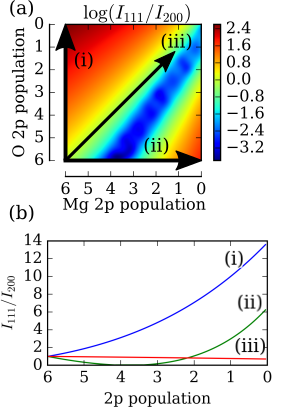 (a)
log(I111/I200)
O 2p population
0
1
2
3
4
5
6
(i)
(iii)
(ii)
2.4
1.6
0.8
0.0
−0.8
−1.6
−2.4
−3.2
6 5 4 3 2 1 0
Mg 2p population
(b)
I111/I200
14
12
10
8
6
4
2
0
(i)
(ii)
(iii)
6 5 4 3 2 1 0
2p population